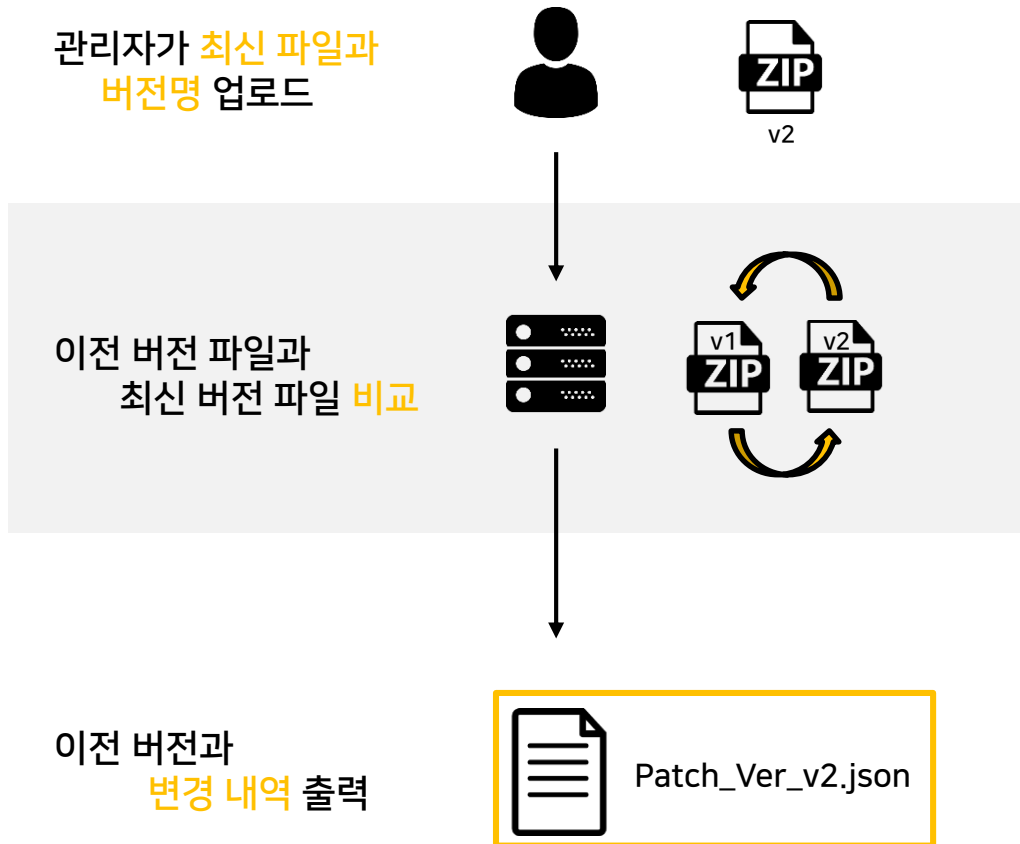 관리자가 최신 파일과
버전명 업로드
ZIP
v2
이전 버전 파일과
최신 버전 파일 비교
v1
ZIP
v2
ZIP
이전 버전과
변경 내역 출력
Patch_Ver_v2.json